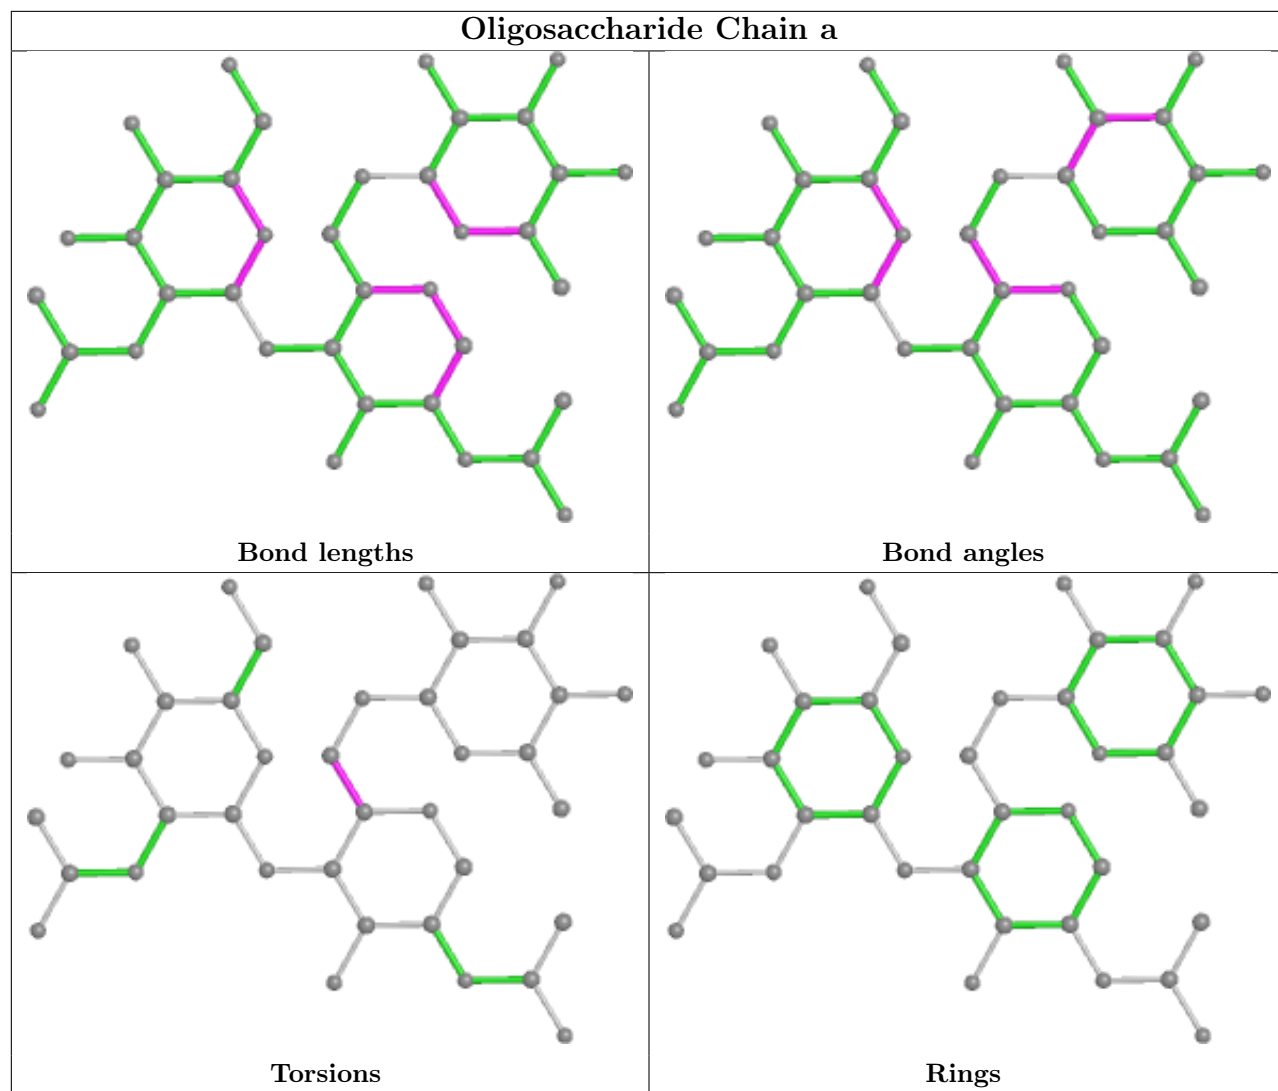 Oligosaccharide Chain a
Bond lengths
Bond angles
Torsions
Rings